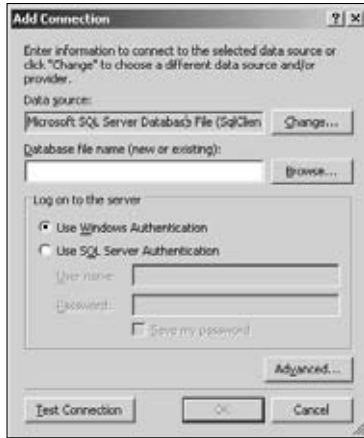 Add Connection
Enter information to connect to the selected data source or
click "Change" to choose a different data source and/or
provider.
Data source:
Microsoft SQL Server Database File (SqlClien
Change...
Database file name (new or existing):
Browse...
Log on to the server
Use Windows Authentication
Use SQL Server Authentication
User name:
Password:
Save my password
Advanced...
Test Connection
OK
Cancel